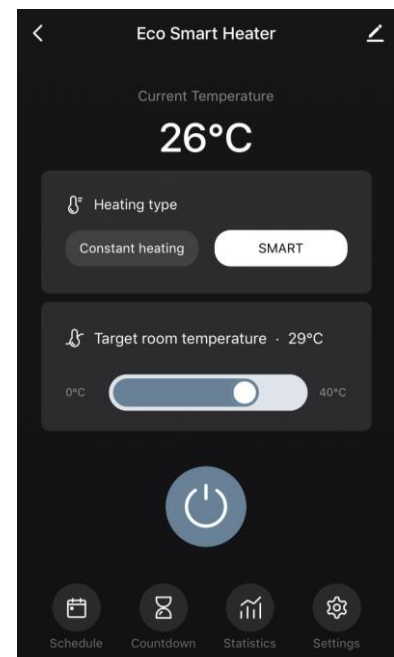 Eco Smart Heater
Current Temperature
26°C
Heating type
Constant heating SMART
Target room temperature · 29°C
0°C 40°C
Schedule Countdown Statistics Settings